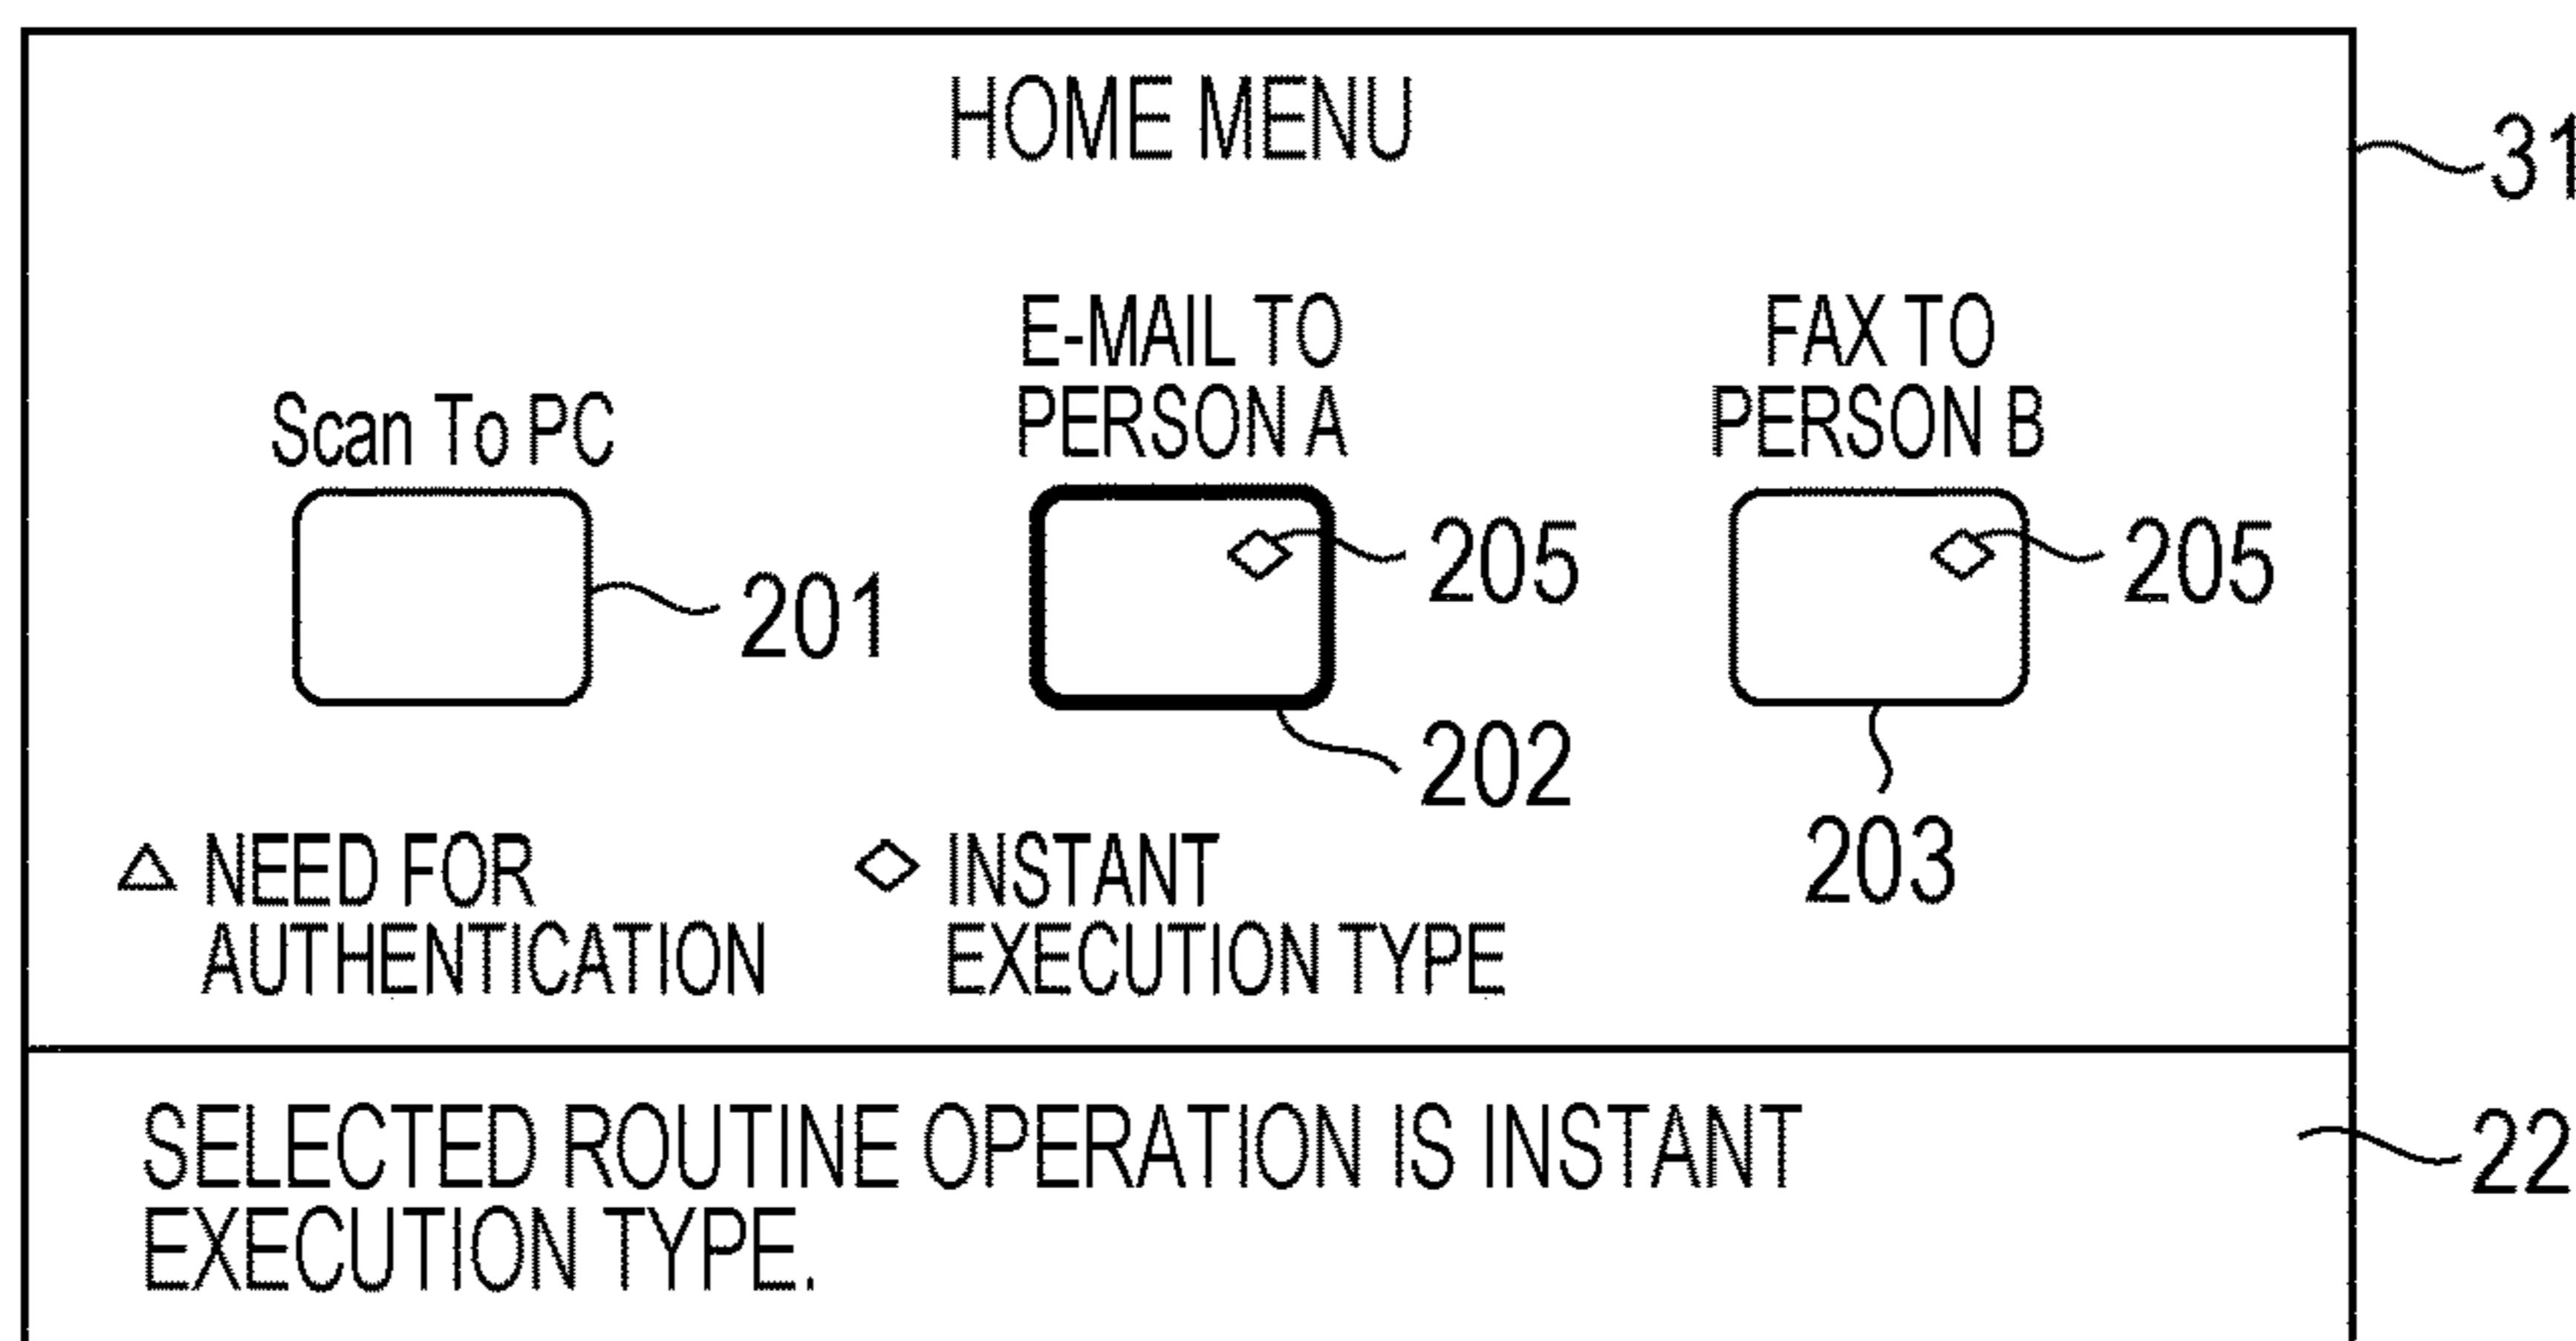 HOME MENU
31
E-MAIL TO
PERSON A
FAX TO
PERSON B
Scan To PC
205
205
201
202
203
△ NEED FOR
AUTHENTICATION
◇ INSTANT
EXECUTION TYPE
SELECTED ROUTINE OPERATION IS INSTANT
EXECUTION TYPE.
22